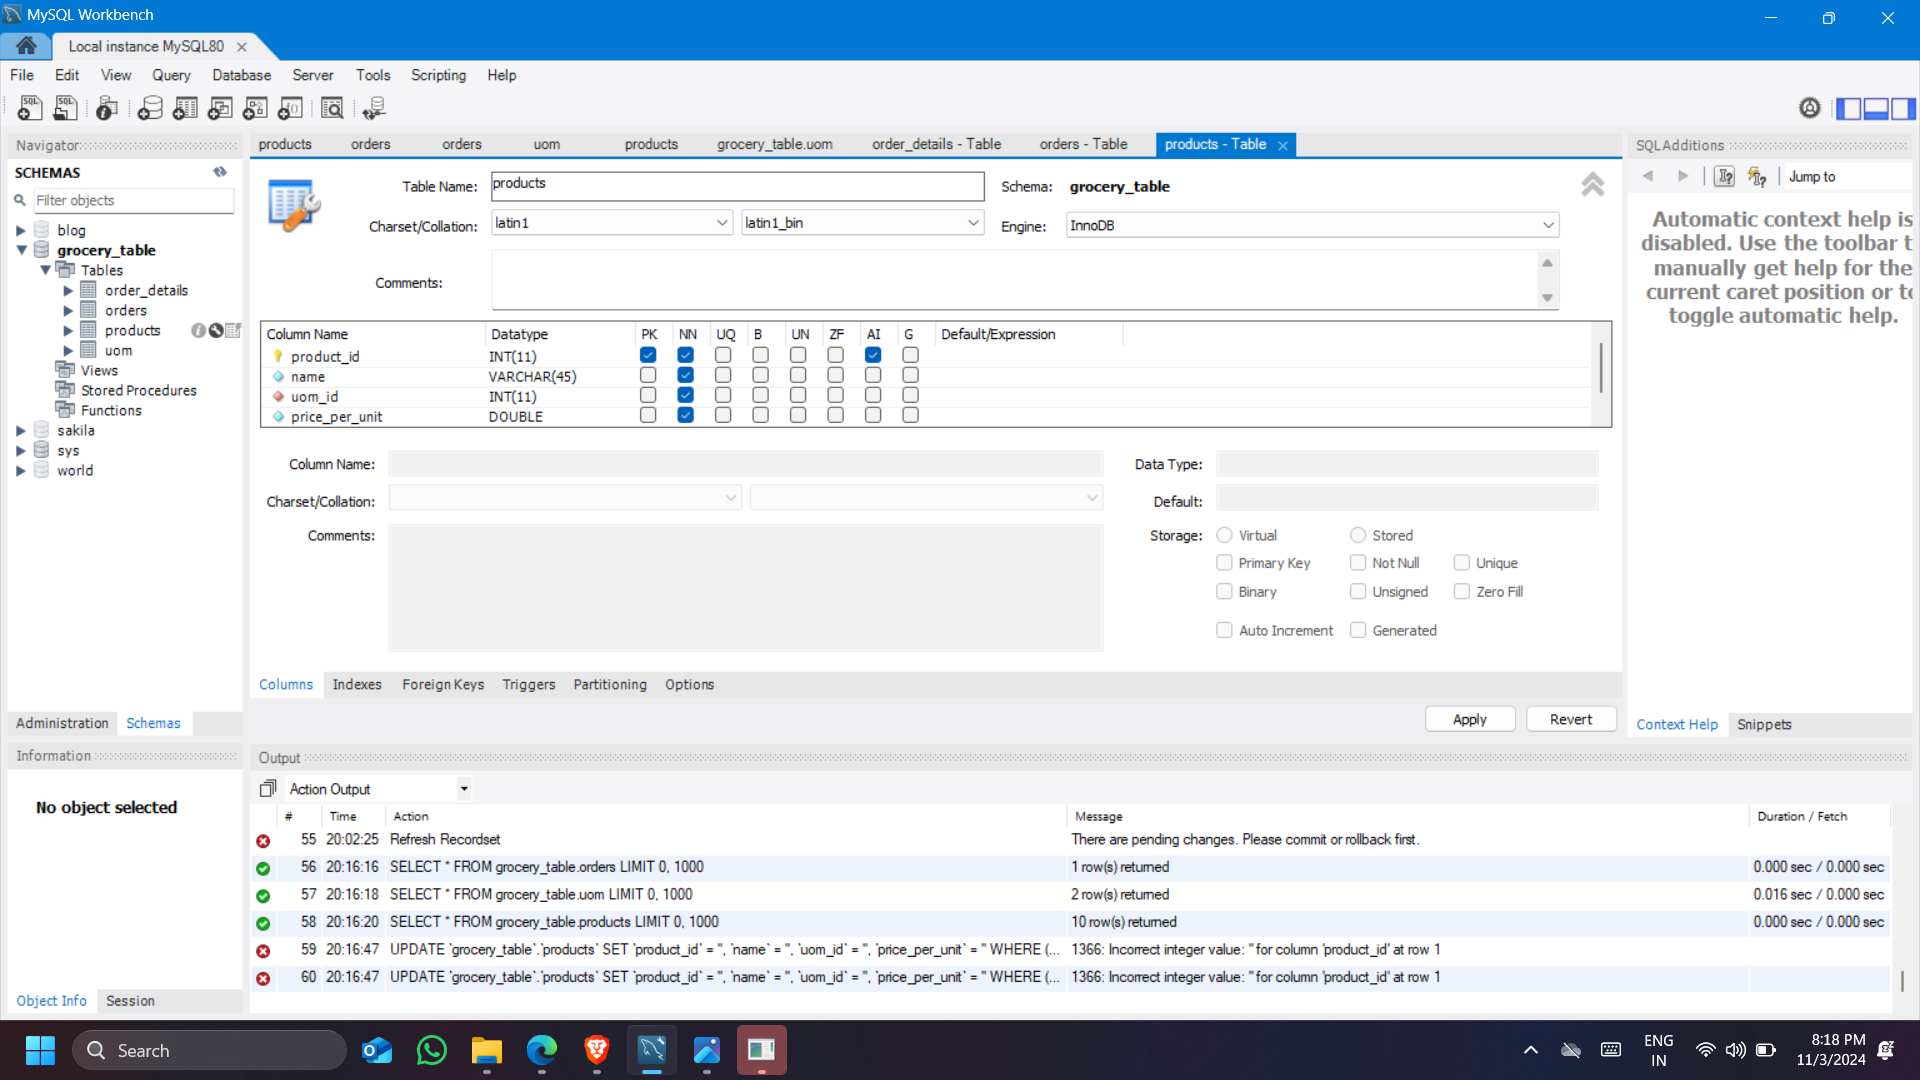 MySQL Workbench
Local instance MySQL80
File Edit View Query Database Server Tools Scripting Help
Navigator
SCHEMAS
Filter objects
blog
grocery_table
Tables
order_details
orders
products
uom
Views
Stored Procedures
Functions
sakila
sys
world
Administration Schemas
Information
No object selected
Object Info Session
products orders orders uom products grocery_table.uom order_details - Table orders - Table products - Table
Table Name: products Schema: grocery_table
Charset/Collation: latin1 latin1_bin Engine: InnoDB
Comments:
Column Name Datatype PK NN UQ B UN ZF AI G Default/Expression
product_id INT(11)
name VARCHAR(45)
uom_id INT(11)
price_per_unit DOUBLE
Column Name: Data Type:
Charset/Collation: Default:
Comments: Storage: Virtual Stored
Primary Key Not Null Unique
Binary Unsigned Zero Fill
Auto Increment Generated
Columns Indexes Foreign Keys Triggers Partitioning Options
Apply Revert
SQLAdditions
Jump to
Automatic context help is
disabled. Use the toolbar t
manually get help for the
current caret position or to
toggle automatic help.
Context Help Snippets
Output
Action Output
# Time Action Message Duration / Fetch
55 20:02:25 Refresh Recordset There are pending changes. Please commit or rollback first.
56 20:16:16 SELECT * FROM grocery_table.orders LIMIT 0, 1000 1 row(s) returned 0.000 sec / 0.000 sec
57 20:16:18 SELECT * FROM grocery_table.uom LIMIT 0, 1000 2 row(s) returned 0.016 sec / 0.000 sec
58 20:16:20 SELECT * FROM grocery_table.products LIMIT 0, 1000 10 row(s) returned 0.000 sec / 0.000 sec
59 20:16:47 UPDATE `grocery_table`.`products` SET `product_id` = '', `name` = '', `uom_id` = '', `price_per_unit` = '' WHERE (... 1366: Incorrect integer value: '' for column 'product_id' at row 1
60 20:16:47 UPDATE `grocery_table`.`products` SET `product_id` = '', `name` = '', `uom_id` = '', `price_per_unit` = '' WHERE (... 1366: Incorrect integer value: '' for column 'product_id' at row 1
Search
ENG
IN
8:18 PM
11/3/2024